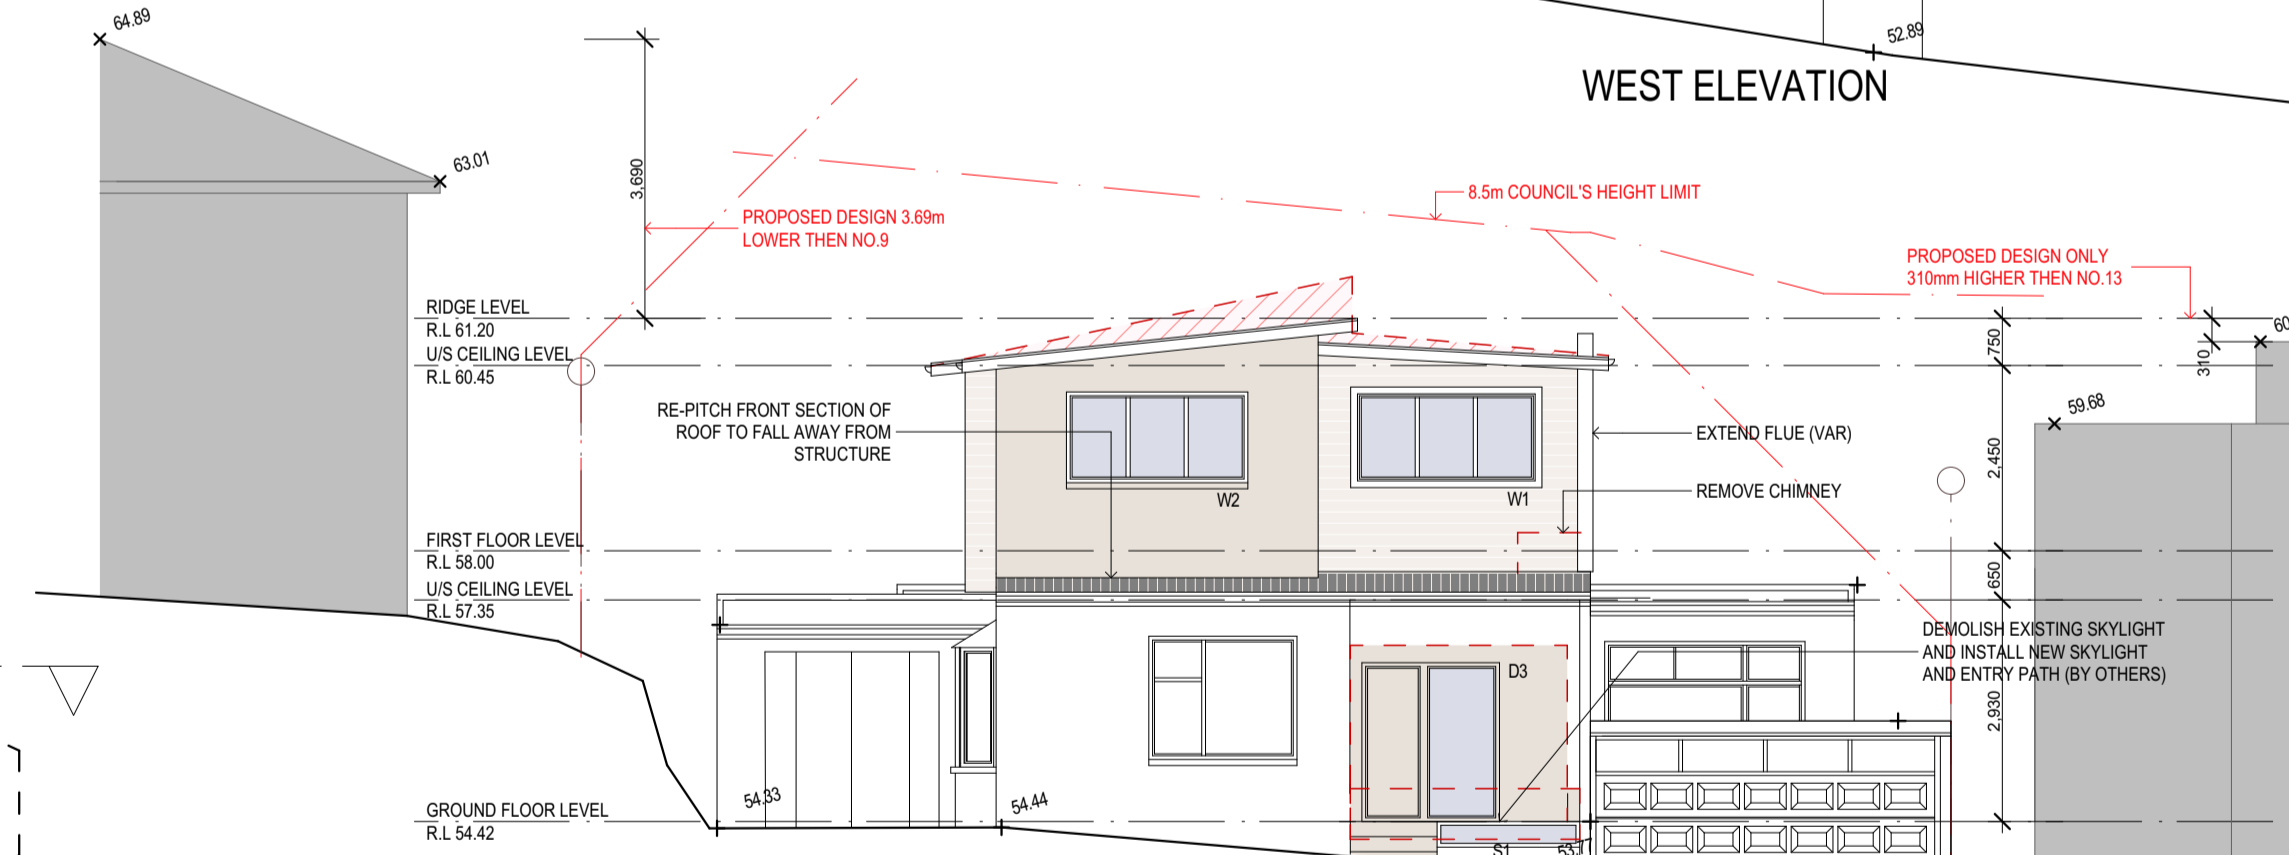 64.89
52.89
WEST ELEVATION
63.01
3,690
8.5m COUNCIL'S HEIGHT LIMIT
PROPOSED DESIGN 3.69m
LOWER THEN NO.9
PROPOSED DESIGN ONLY
310mm HIGHER THEN NO.13
RIDGE LEVEL
R.L 61.20
U/S CEILING LEVEL
R.L 60.45
750
310
RE-PITCH FRONT SECTION OF
ROOF TO FALL AWAY FROM
STRUCTURE
59.68
EXTEND FLUE (VAR)
2,450
W2
W1
REMOVE CHIMNEY
FIRST FLOOR LEVEL
R.L 58.00
U/S CEILING LEVEL
R.L 57.35
650
DEMOLISH EXISTING SKYLIGHT
AND INSTALL NEW SKYLIGHT
AND ENTRY PATH (BY OTHERS)
D3
2,930
54.33
54.44
GROUND FLOOR LEVEL
R.L 54.42
S1